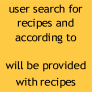 user search for
recipes and
according to
will be provided
with recipes